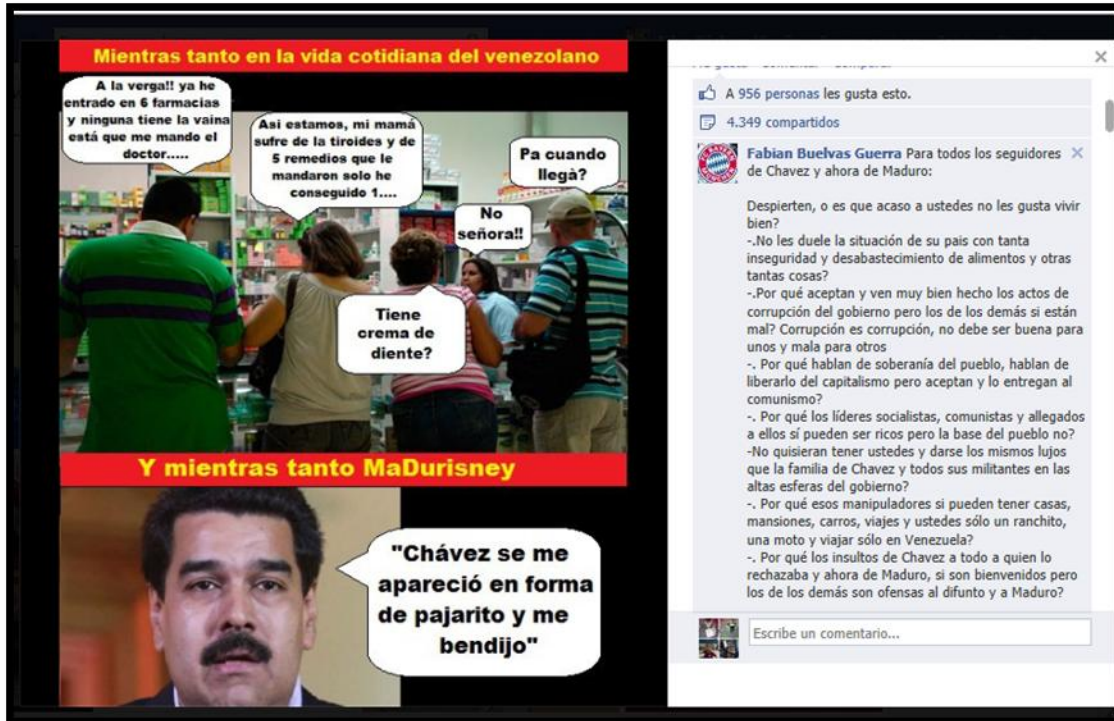 Mientras tanto en la vida cotidiana del venezolano
A la verga!! ya he
entrado en 6 farmacias
y ninguna tiene la vaina
está que me mando el
doctor.....
Asi estamos, mi mamá
sufre de la tiroides y de
5 remedios que le
mandaron solo he
conseguido 1....
Pa cuando
llegà?
No
señora!!
Tiene
crema de
diente?
Y mientras tanto MaDurisney
"Chávez se me
apareció en forma
de pajarito y me
bendijo"
A 956 personas les gusta esto.
4.349 compartidos
Fabian Buelvas Guerra Para todos los seguidores
de Chavez y ahora de Maduro:
Despierten, o es que acaso a ustedes no les gusta vivir
bien?
-.No les duele la situación de su pais con tanta
inseguridad y desabastecimiento de alimentos y otras
tantas cosas?
-.Por qué aceptan y ven muy bien hecho los actos de
corrupción del gobierno pero los de los demás si están
mal? Corrupción es corrupción, no debe ser buena para
unos y mala para otros
-. Por qué hablan de soberanía del pueblo, hablan de
liberarlo del capitalismo pero aceptan y lo entregan al
comunismo?
-. Por qué los líderes socialistas, comunistas y allegados
a ellos sí pueden ser ricos pero la base del pueblo no?
-No quisieran tener ustedes y darse los mismos lujos
que la familia de Chavez y todos sus militantes en las
altas esferas del gobierno?
-. Por qué esos manipuladores si pueden tener casas,
mansiones, carros, viajes y ustedes sólo un ranchito,
una moto y viajar sólo en Venezuela?
-. Por qué los insultos de Chavez a todo a quien lo
rechazaba y ahora de Maduro, si son bienvenidos pero
los de los demás son ofensas al difunto y a Maduro?
Escribe un comentario...